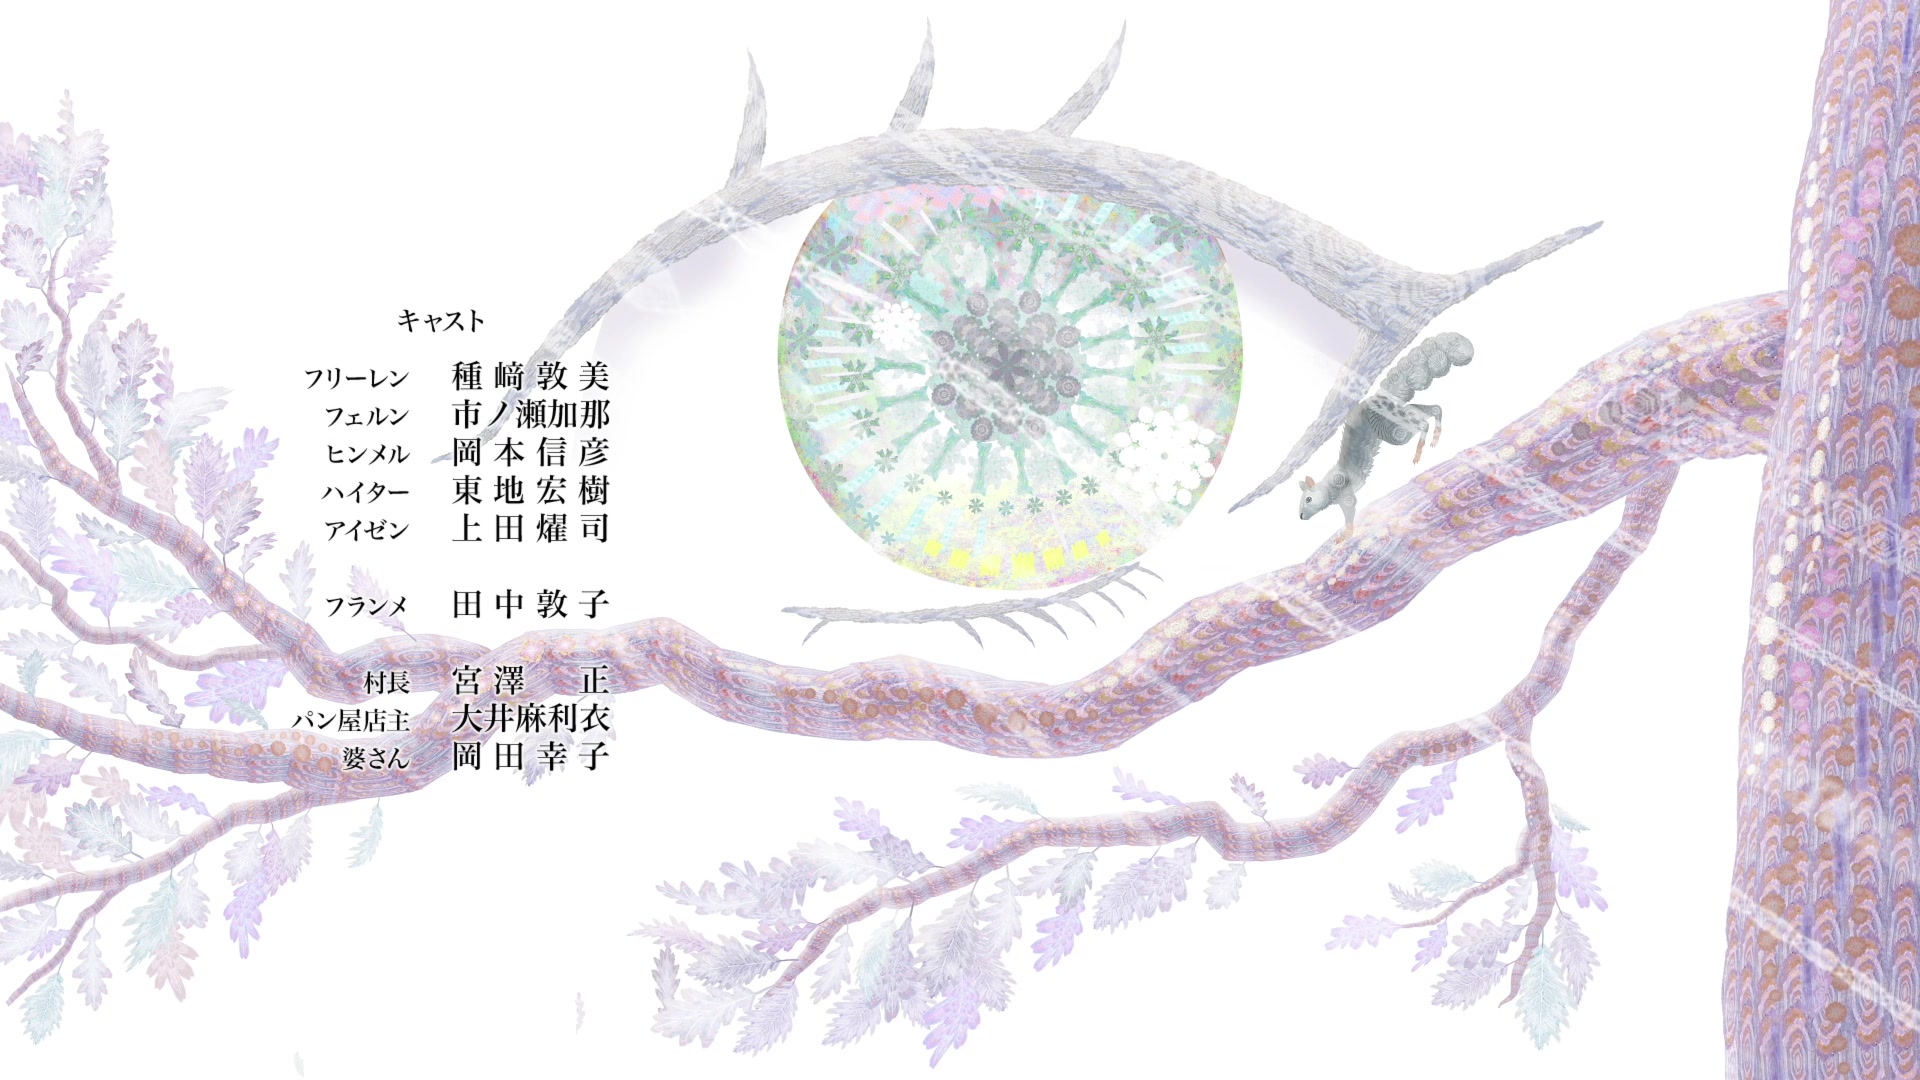 キャスト
フリーレン 種﨑敦美
フェルン 市ノ瀬加那
ヒンメル 岡本信彦
ハイター 東地宏樹
アイゼン 上田燿司
フランメ 田中敦子
村長 宮澤 正
パン屋店主 大井麻利衣
婆さん 岡田幸子